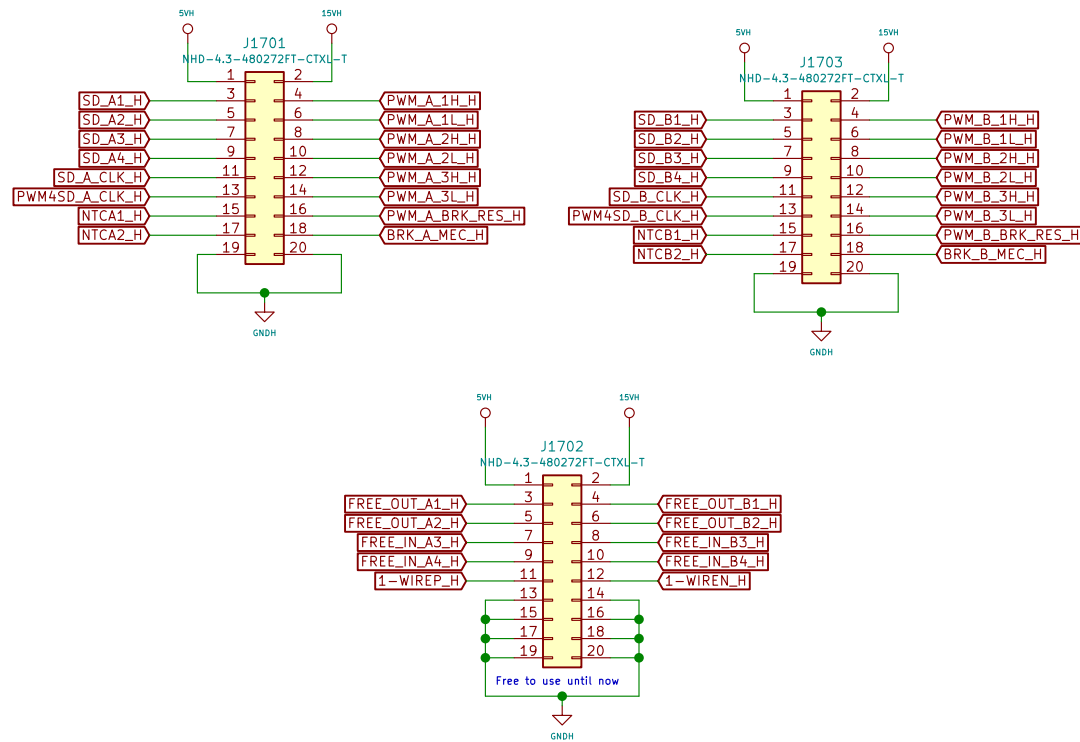 5VH 15VH
J1701
NHD-4.3-480272FT-CTXL-T
1 2
SD_A1_H 3 4 PWM_A_1H_H
SD_A2_H 5 6 PWM_A_1L_H
SD_A3_H 7 8 PWM_A_2H_H
SD_A4_H 9 10 PWM_A_2L_H
SD_A_CLK_H 11 12 PWM_A_3H_H
PWM4SD_A_CLK_H 13 14 PWM_A_3L_H
NTCA1_H 15 16 PWM_A_BRK_RES_H
NTCA2_H 17 18 BRK_A_MEC_H
19 20
GNDH
5VH 15VH
J1703
NHD-4.3-480272FT-CTXL-T
1 2
SD_B1_H 3 4 PWM_B_1H_H
SD_B2_H 5 6 PWM_B_1L_H
SD_B3_H 7 8 PWM_B_2H_H
SD_B4_H 9 10 PWM_B_2L_H
SD_B_CLK_H 11 12 PWM_B_3H_H
PWM4SD_B_CLK_H 13 14 PWM_B_3L_H
NTCB1_H 15 16 PWM_B_BRK_RES_H
NTCB2_H 17 18 BRK_B_MEC_H
19 20
GNDH
5VH 15VH
J1702
NHD-4.3-480272FT-CTXL-T
1 2
FREE_OUT_A1_H 3 4 FREE_OUT_B1_H
FREE_OUT_A2_H 5 6 FREE_OUT_B2_H
FREE_IN_A3_H 7 8 FREE_IN_B3_H
FREE_IN_A4_H 9 10 FREE_IN_B4_H
1-WIREP_H 11 12 1-WIREN_H
13 14
15 16
17 18
19 20
Free to use until now
GNDH